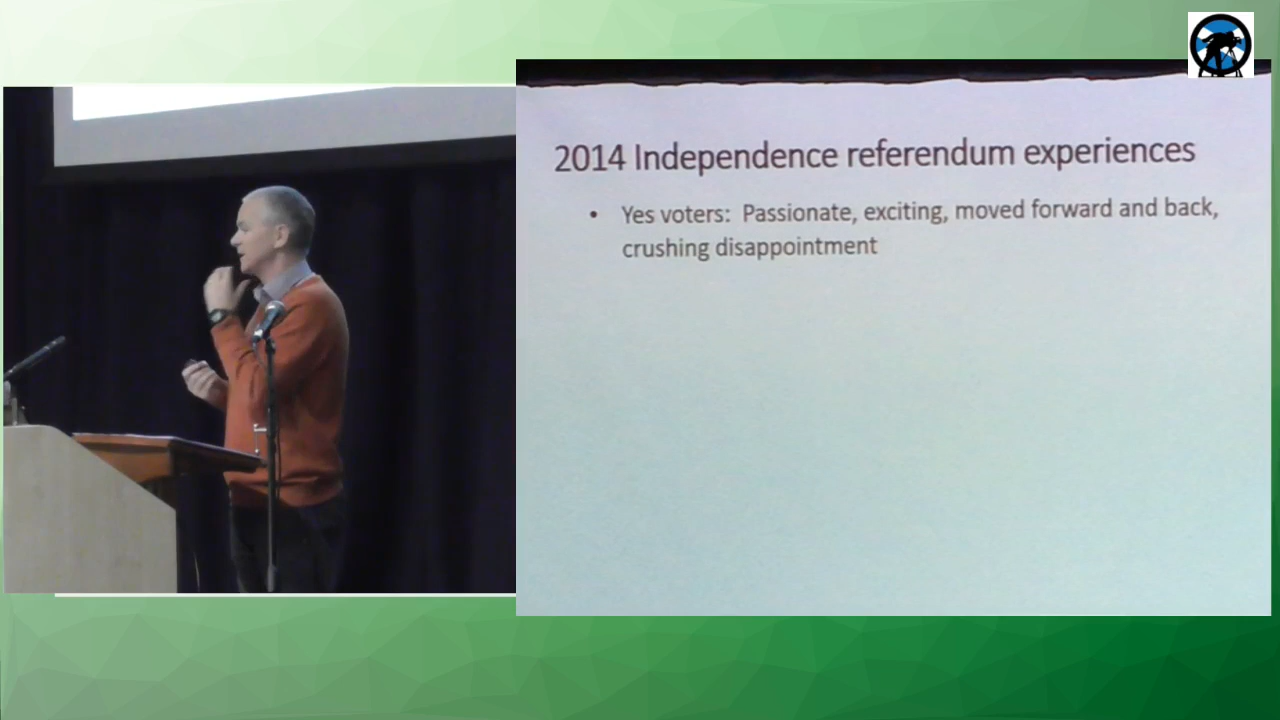 2014 Independence referendum experiences
• Yes voters: Passionate, exciting, moved forward and back,
crushing disappointment